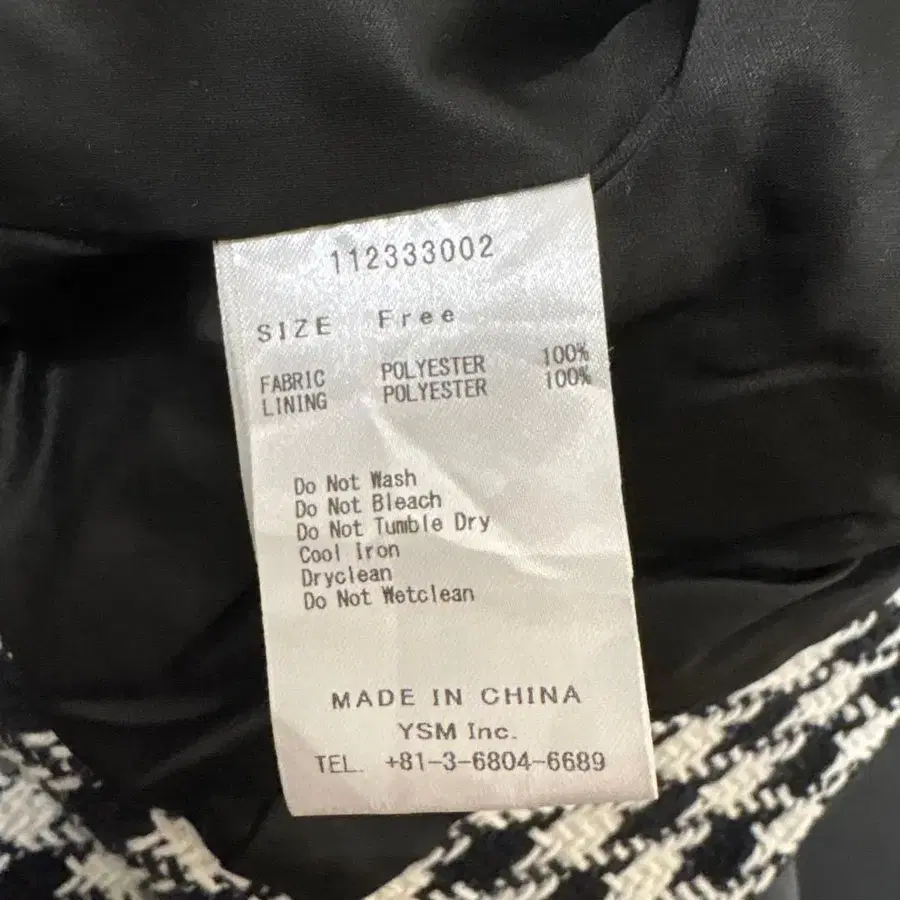 112333002
SIZE Free
FABRIC POLYESTER 100%
LINING POLYESTER 100%
Do Not Wash
Do Not Bleach
Do Not Tumble Dry
Cool Iron
Dryclean
Do Not Wetclean
MADE IN CHINA
YSM Inc.
TEL. +81-3-6804-6689